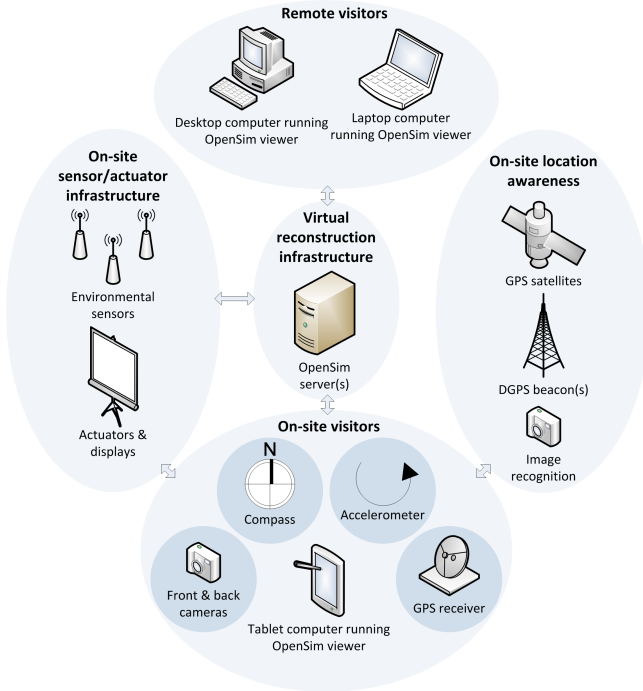 Remote visitors
Desktop computer running
OpenSim viewer
Laptop computer
running OpenSim viewer
On-site
sensor/actuator
infrastructure
Environmental
sensors
Actuators &
displays
Virtual
reconstruction
infrastructure
OpenSim
server(s)
On-site location
awareness
GPS satellites
DGPS beacon(s)
Image
recognition
On-site visitors
N
Compass
Accelerometer
Front & back
cameras
Tablet computer running
OpenSim viewer
GPS receiver